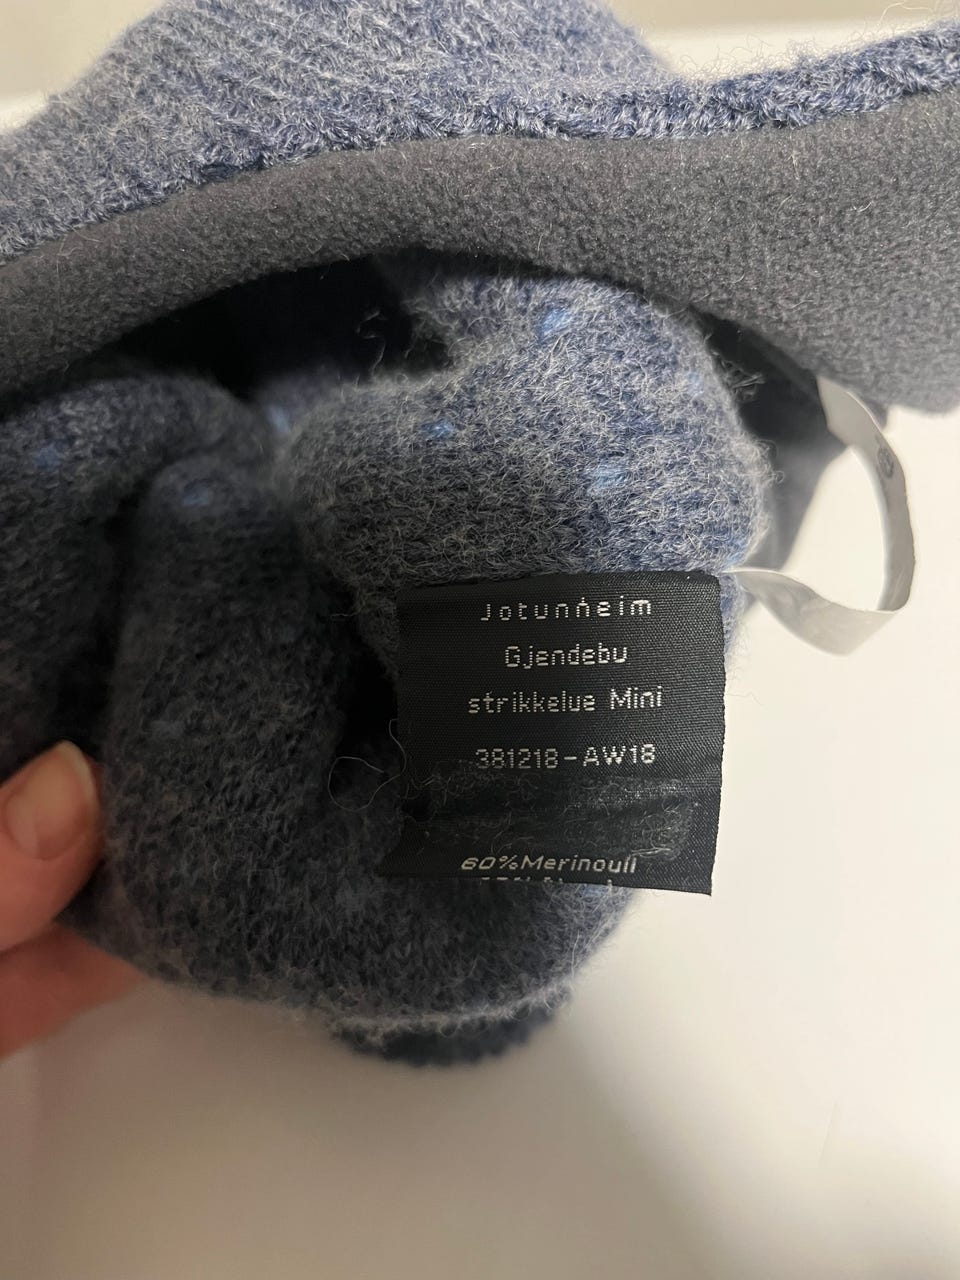 Jotunheim
Gjendebu
strikkelue Mini
381218-AW18
60%Merinoull